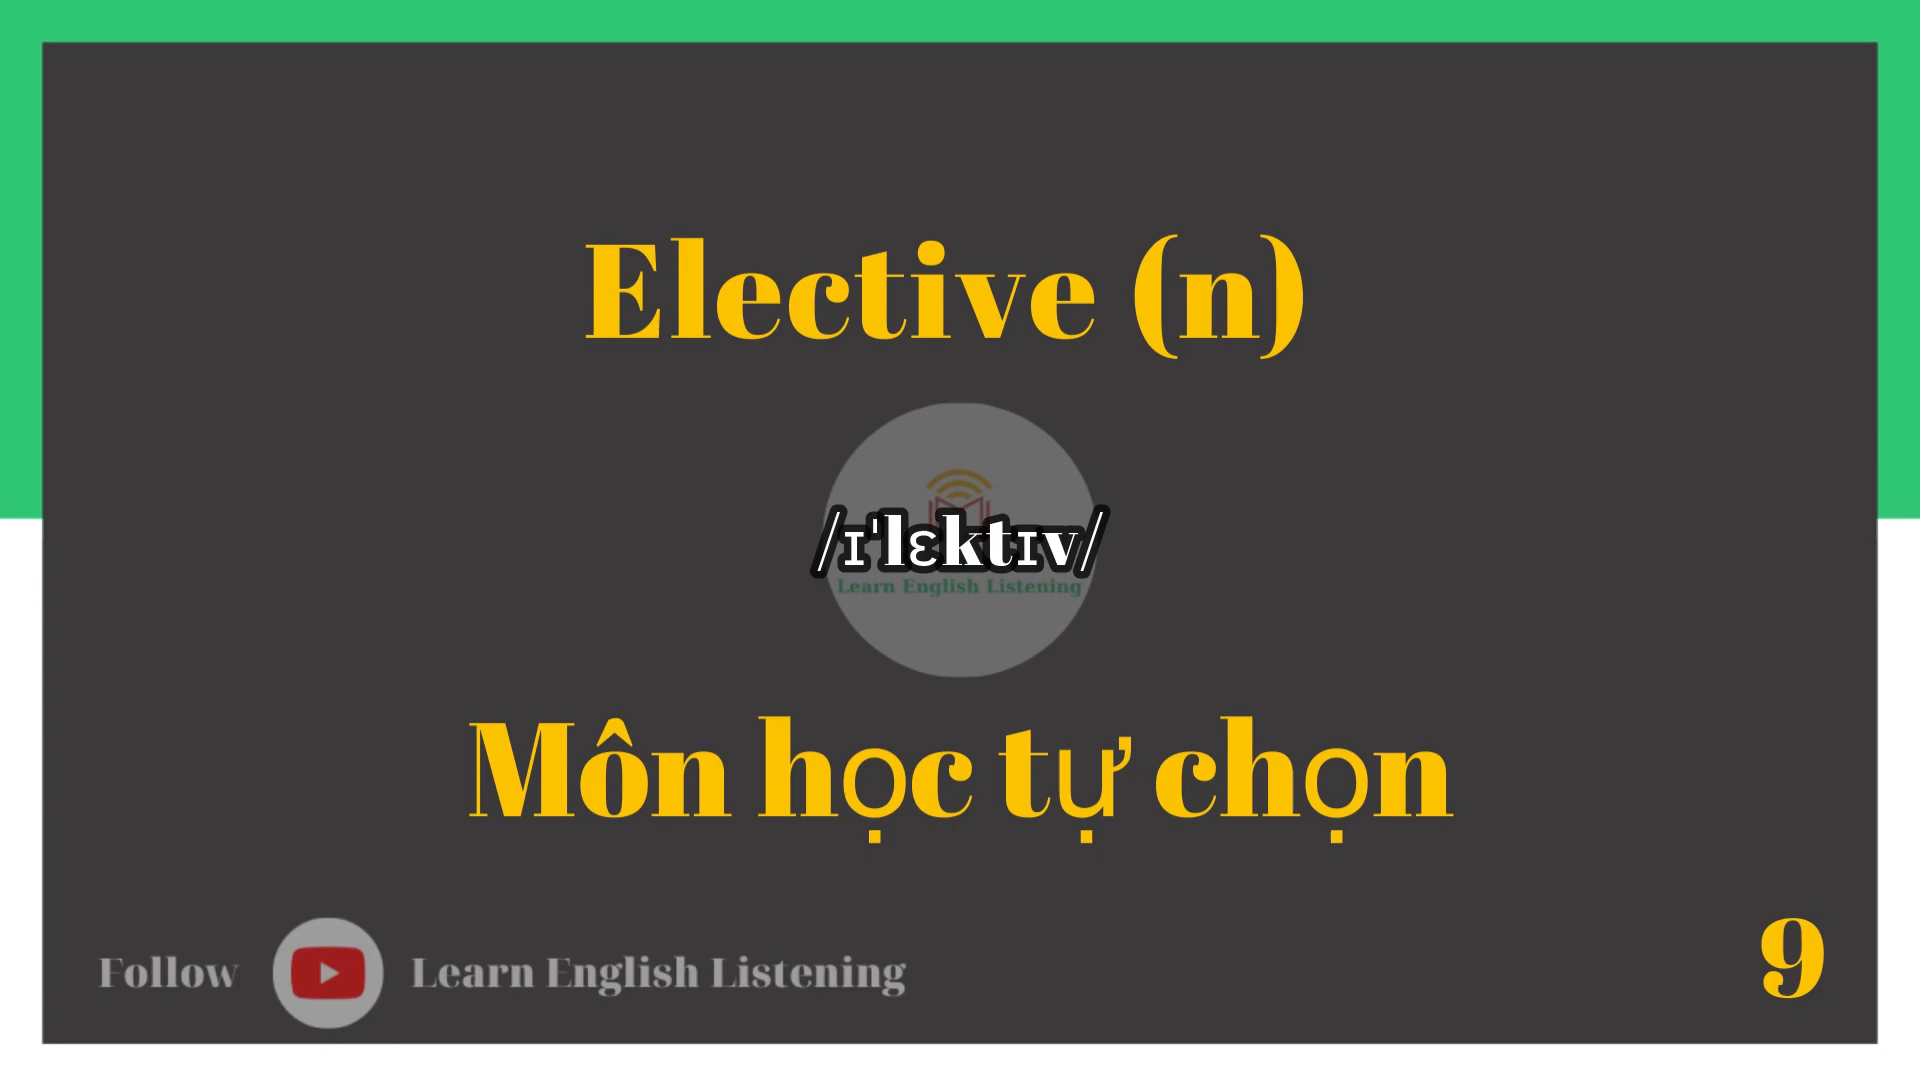 Elective (n)
/ɪˈlɛktɪv/
Learn English Listening
Môn học tự chọn
Follow Learn English Listening
9